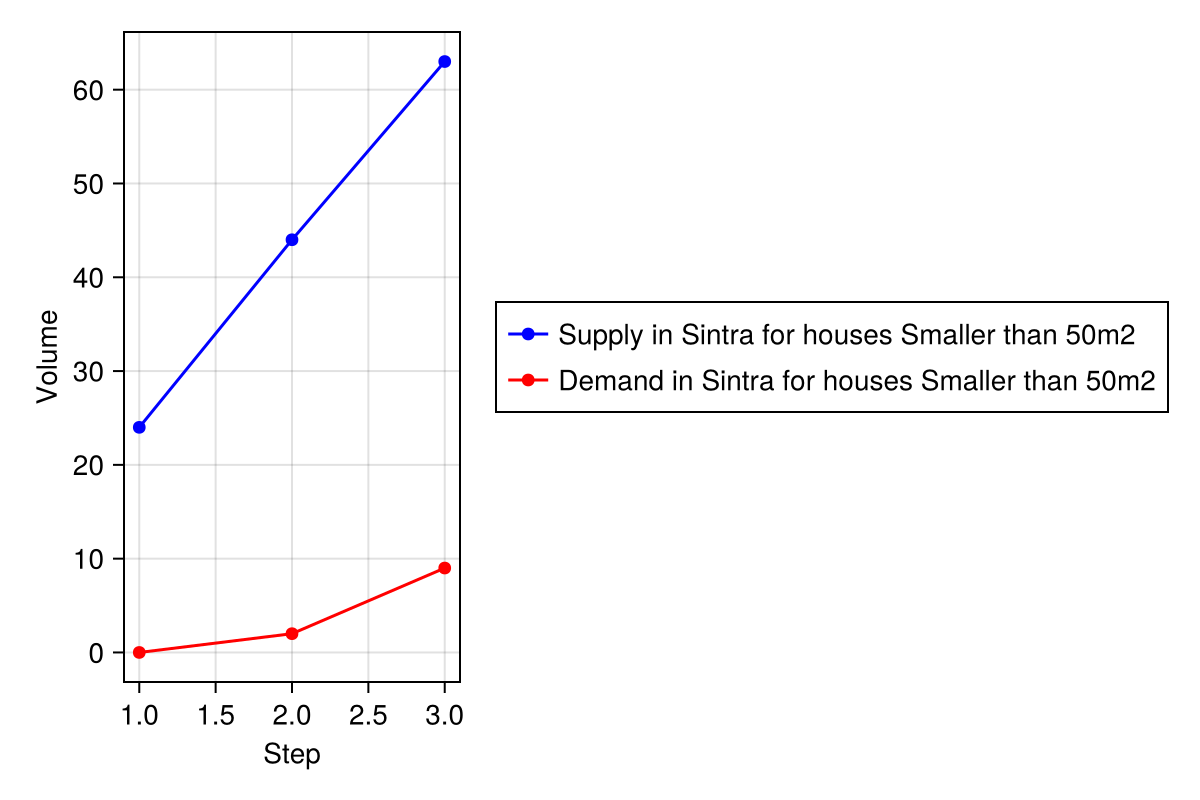 60
50
40
30
20
10
0
Volume
1.0 1.5 2.0 2.5 3.0
Step
Supply in Sintra for houses Smaller than 50m2
Demand in Sintra for houses Smaller than 50m2